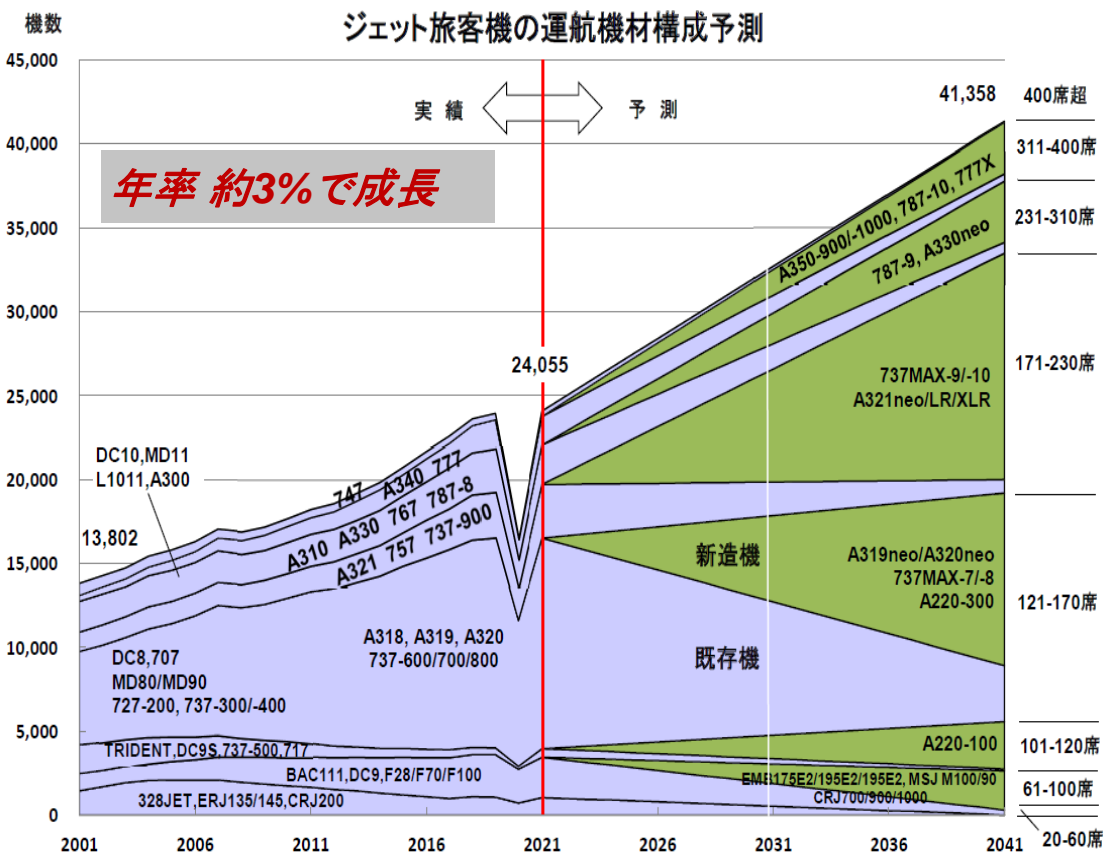 ジェット旅客機の運航機材構成予測
機数
45,000
40,000
35,000
30,000
25,000
20,000
15,000
10,000
5,000
0
2001
2006
2011
2016
2021
2026
2031
2036
2041
実 績
予 測
年率 約3%で成長
41,358
24,055
13,802
400席超
311-400席
231-310席
171-230席
121-170席
101-120席
61-100席
20-60席
A350-900/-1000, 787-10, 777X
787-9, A330neo
737MAX-9/-10
A321neo/LR/XLR
新造機
A319neo/A320neo
737MAX-7/-8
A220-300
既存機
A220-100
EMB175E2/195E2/195E2, MSJ M100/90
CRJ700/900/1000
DC10,MD11
L1011,A300
747 A340 777
A310 A330 767 787-8
A321 757 737-900
A318, A319, A320
737-600/700/800
DC8,707
MD80/MD90
727-200, 737-300/-400
TRIDENT,DC9S,737-500,717
BAC111,DC9,F28/F70/F100
328JET,ERJ135/145,CRJ200